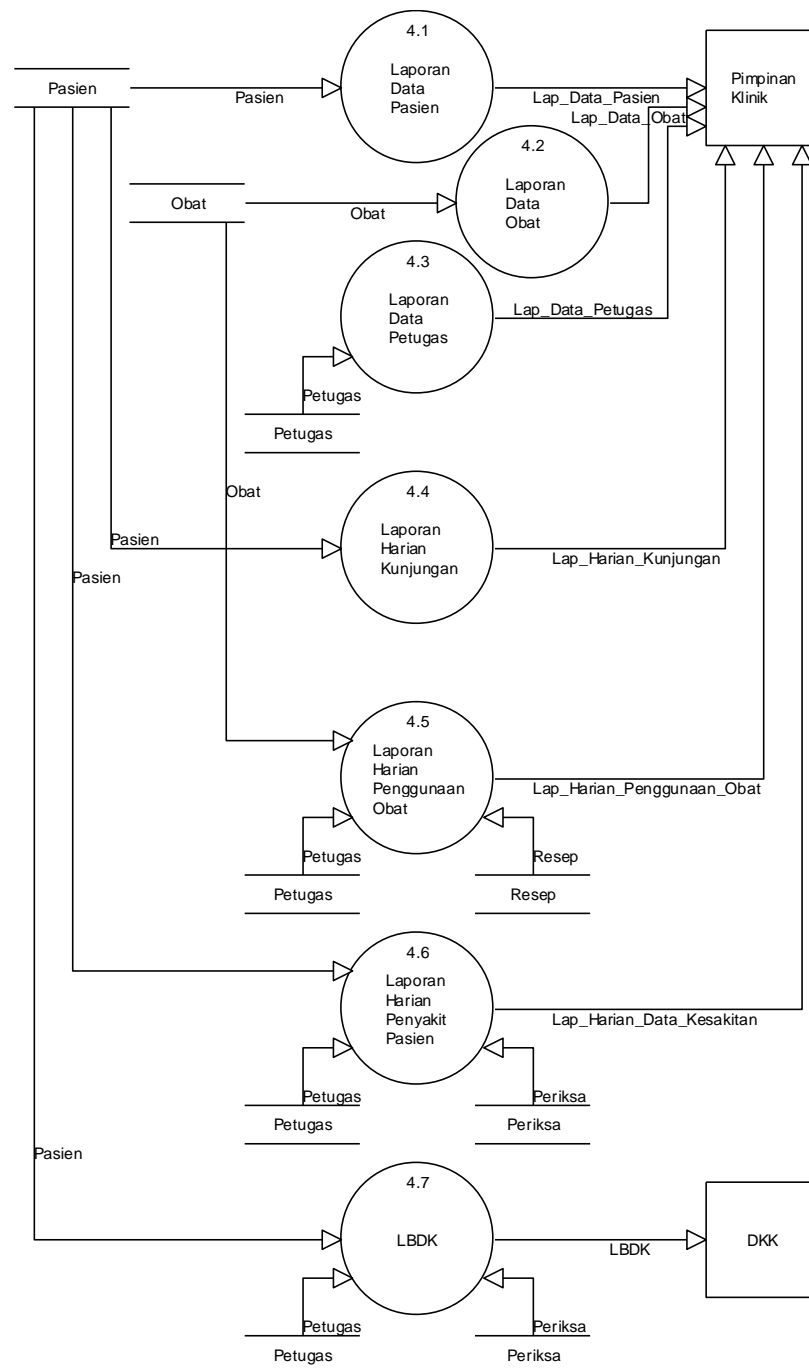 4.1
Laporan
Data
Pasien
Pasien
Pasien
Lap_Data_Pasien
Pimpinan
Klinik
Lap_Data_Obat
4.2
Laporan
Data
Obat
Obat
Obat
4.3
Laporan
Data
Petugas
Lap_Data_Petugas
Petugas
Petugas
4.4
Laporan
Harian
Kunjungan
Obat
Pasien
Lap_Harian_Kunjungan
Pasien
4.5
Laporan
Harian
Penggunaan
Obat
Lap_Harian_Penggunaan_Obat
Petugas
Petugas
Resep
Resep
4.6
Laporan
Harian
Penyakit
Pasien
Lap_Harian_Data_Kesakitan
Petugas
Petugas
Periksa
Periksa
Pasien
4.7
LBDK
LBDK
DKK
Petugas
Petugas
Periksa
Periksa